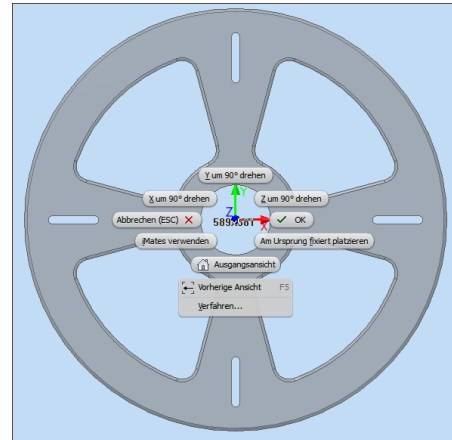 Y um 90° drehen
X um 90° drehen
Z um 90° drehen
Abbrechen (ESC)
OK
Y
Z
X
iMates verwenden
Am Ursprung fixiert platzieren
Ausgangsansicht
Vorherige Ansicht F5
Verfahren...